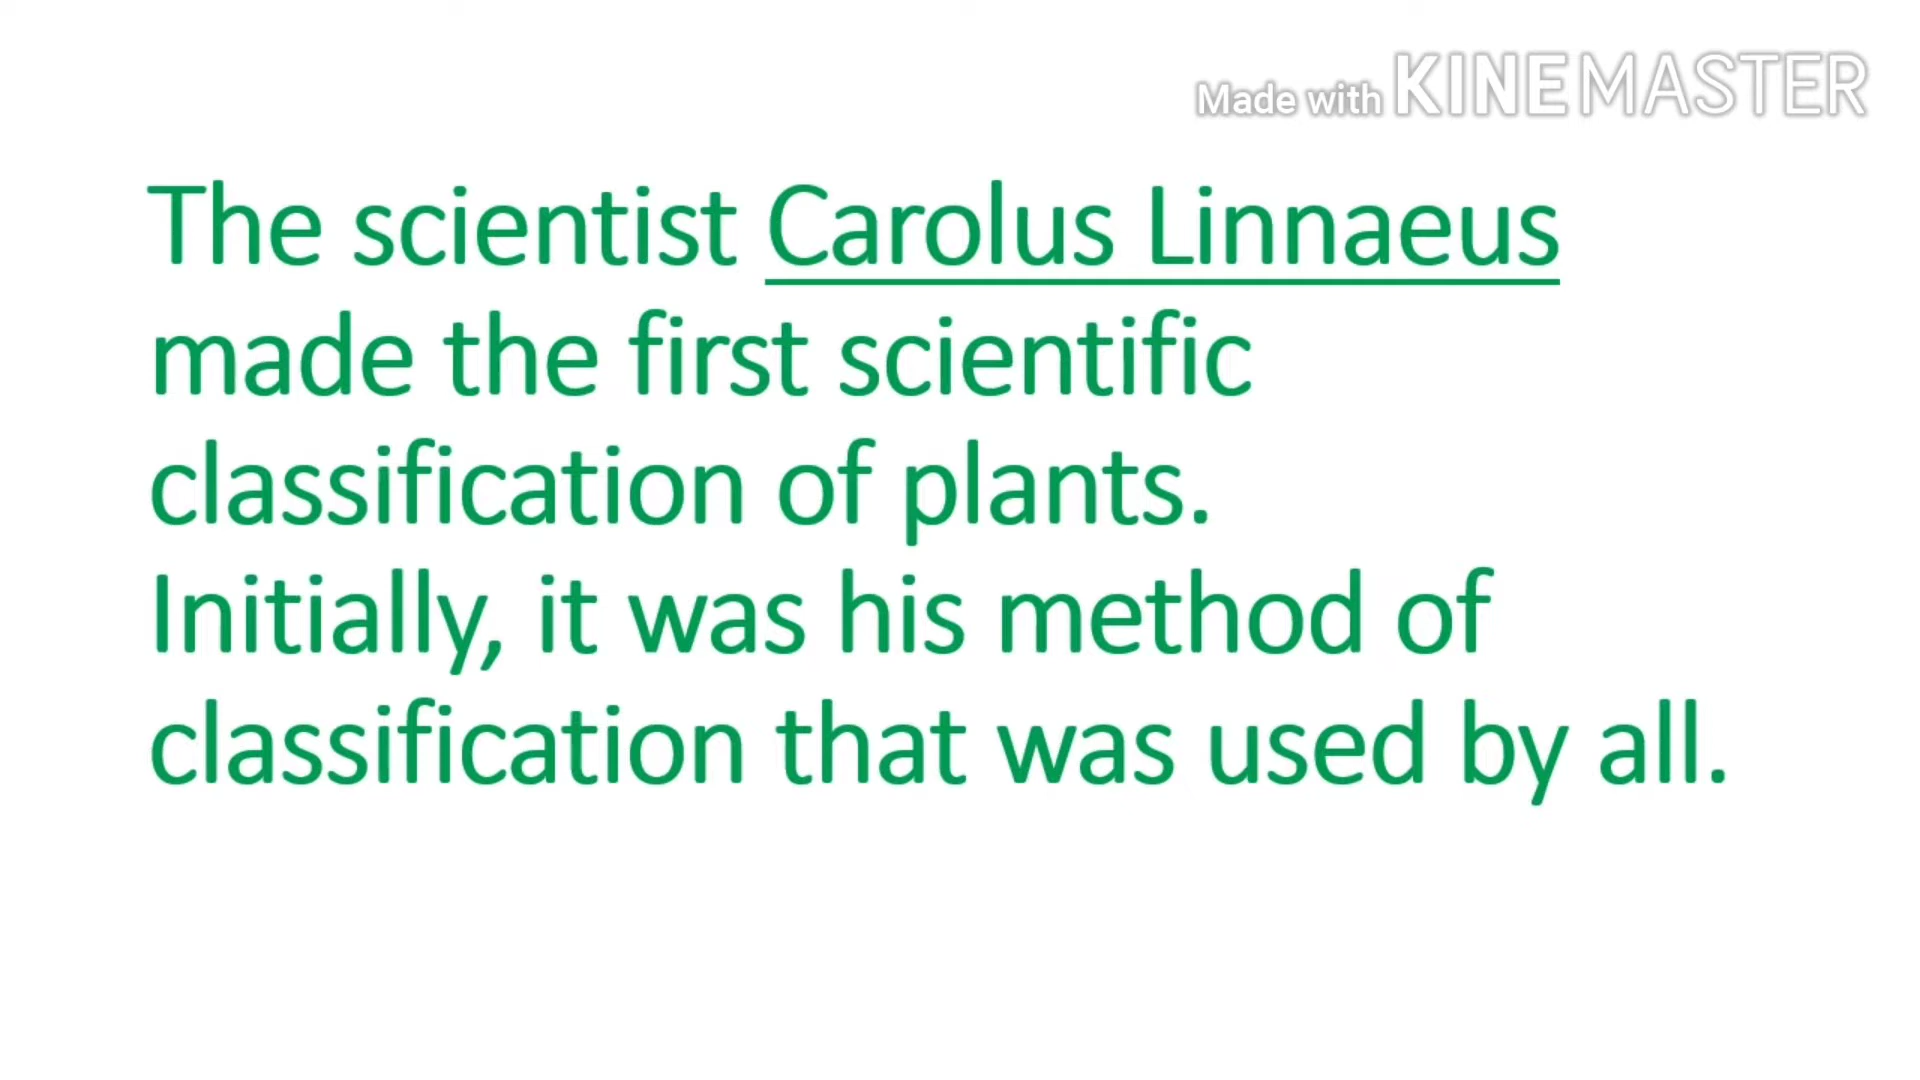 Made with KINEMASTER
The scientist Carolus Linnaeus
made the first scientific
classification of plants.
Initially, it was his method of
classification that was used by all.